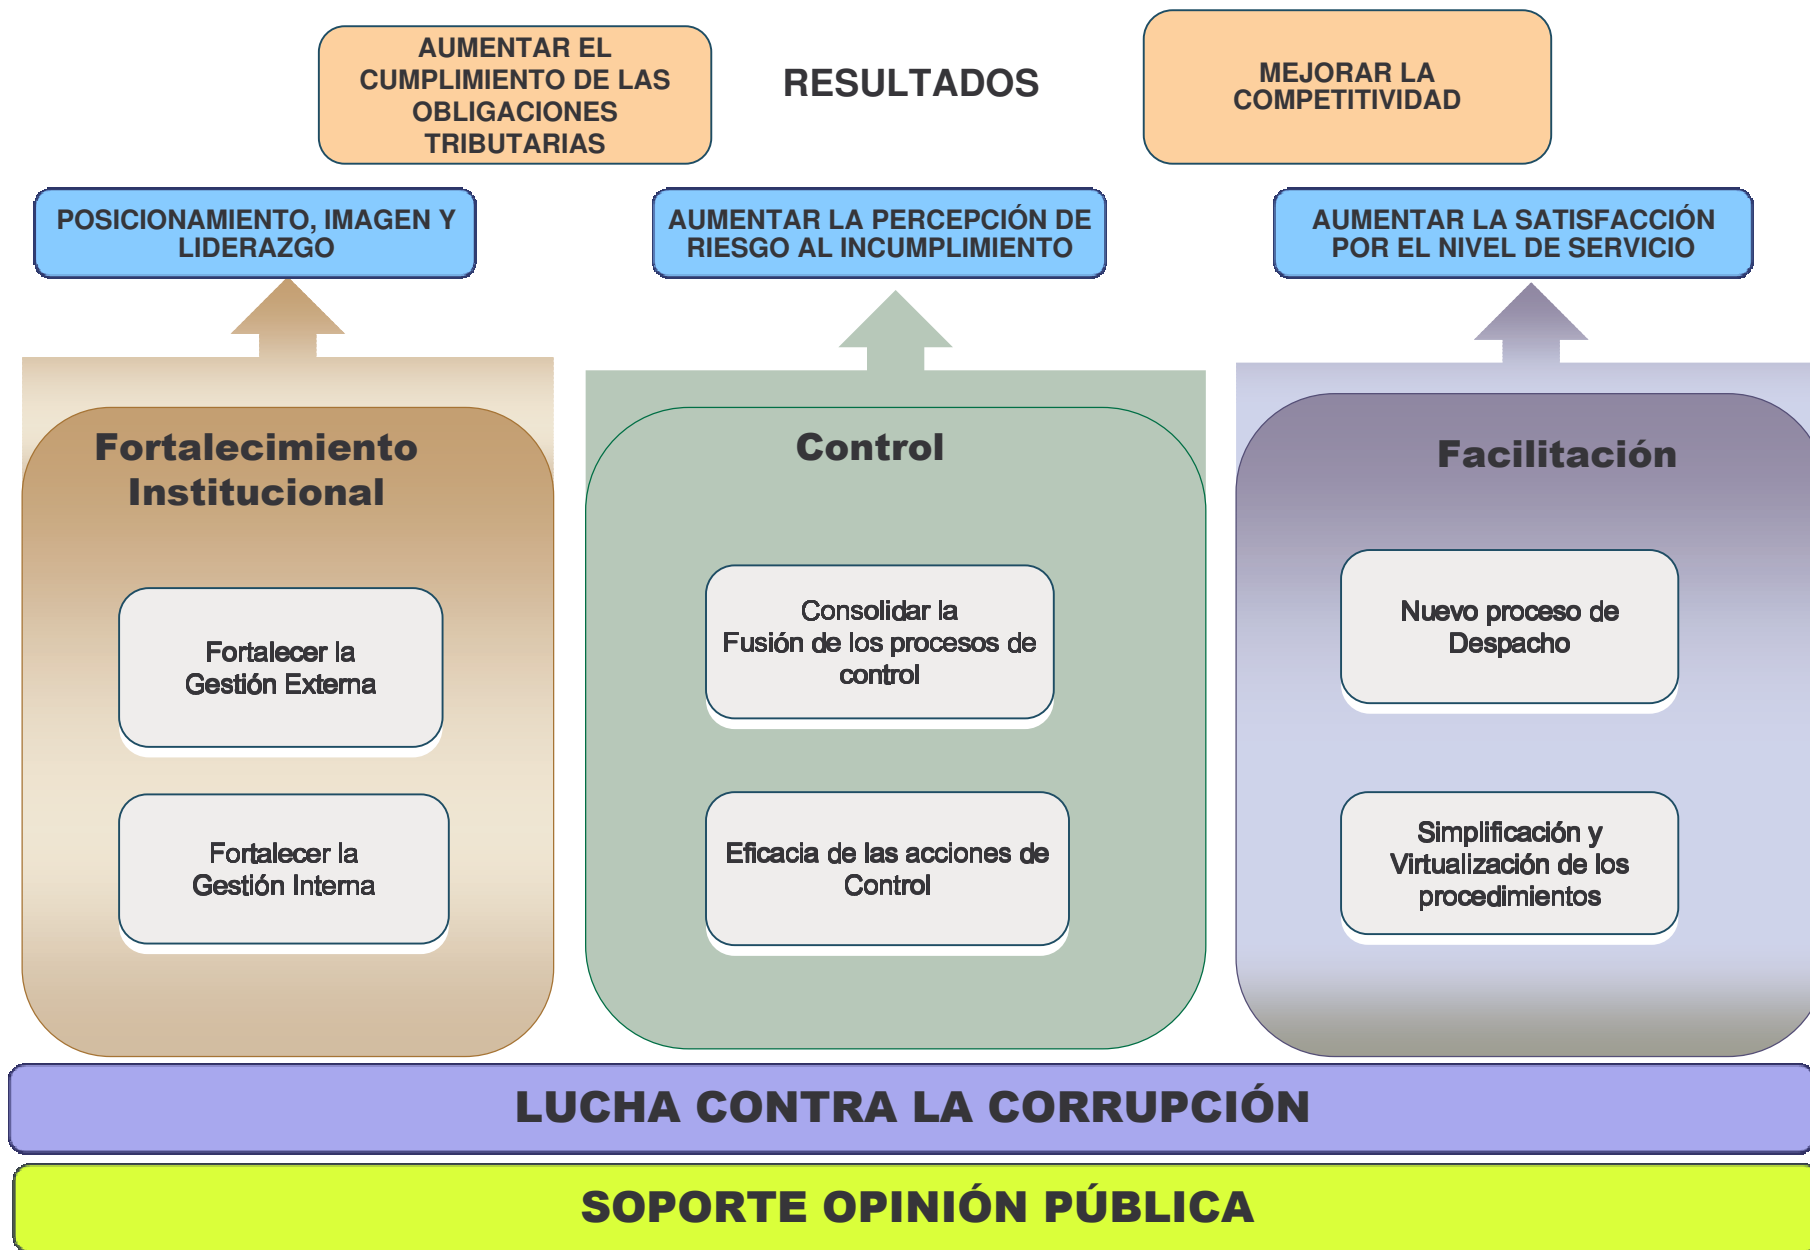 AUMENTAR EL
CUMPLIMIENTO DE LAS
OBLIGACIONES
TRIBUTARIAS
RESULTADOS
MEJORAR LA
COMPETITIVIDAD
POSICIONAMIENTO, IMAGEN Y
LIDERAZGO
AUMENTAR LA PERCEPCIÓN DE
RIESGO AL INCUMPLIMIENTO
AUMENTAR LA SATISFACCIÓN
POR EL NIVEL DE SERVICIO
Fortalecimiento
Institucional
Fortalecer la
Gestión Externa
Fortalecer la
Gestión Interna
Control
Consolidar la
Fusión de los procesos de
control
Eficacia de las acciones de
Control
Facilitación
Nuevo proceso de
Despacho
Simplificación y
Virtualización de los
procedimientos
LUCHA CONTRA LA CORRUPCIÓN
SOPORTE OPINIÓN PÚBLICA